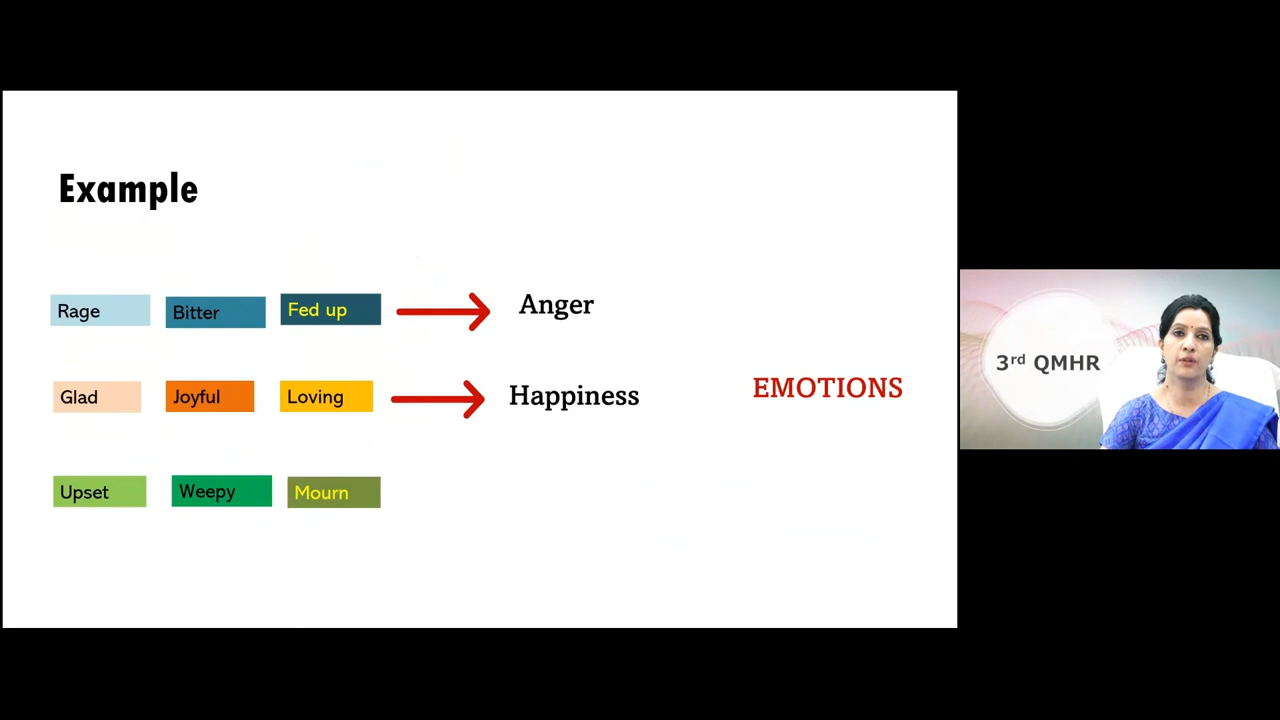 Example
Rage Bitter Fed up Anger
Glad Joyful Loving Happiness
EMOTIONS
Upset Weepy Mourn
3rd QMHR